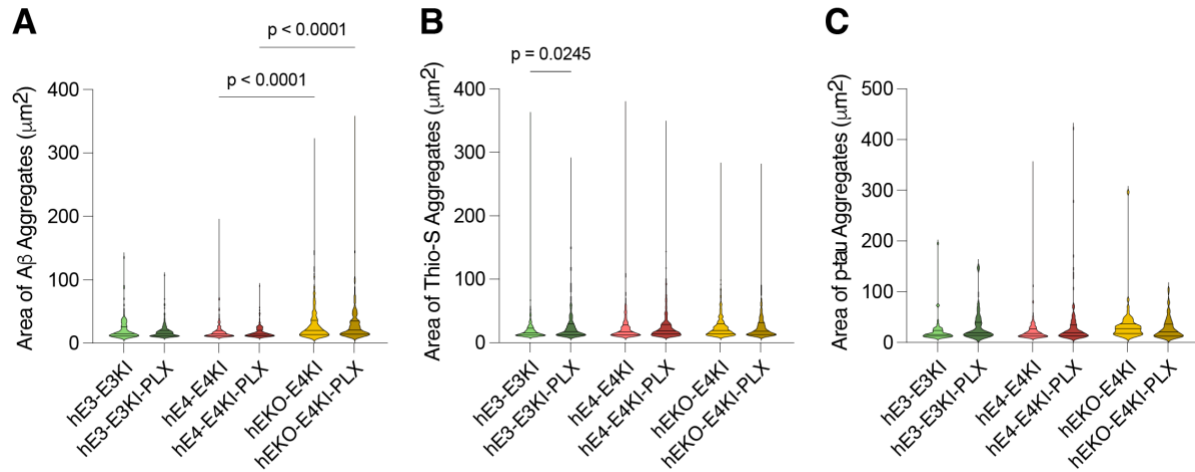 A
p < 0.0001
p < 0.0001
Area of Aβ Aggregates (μm2)
400
300
200
100
0
hE3-E3KI
hE3-E3KI-PLX
hE4-E4KI
hE4-E4KI-PLX
hEKO-E4KI
hEKO-E4KI-PLX
B
p = 0.0245
Area of Thio-S Aggregates (μm2)
400
300
200
100
0
hE3-E3KI
hE3-E3KI-PLX
hE4-E4KI
hE4-E4KI-PLX
hEKO-E4KI
hEKO-E4KI-PLX
C
Area of p-tau Aggregates (μm2)
500
400
300
200
100
0
hE3-E3KI
hE3-E3KI-PLX
hE4-E4KI
hE4-E4KI-PLX
hEKO-E4KI
hEKO-E4KI-PLX